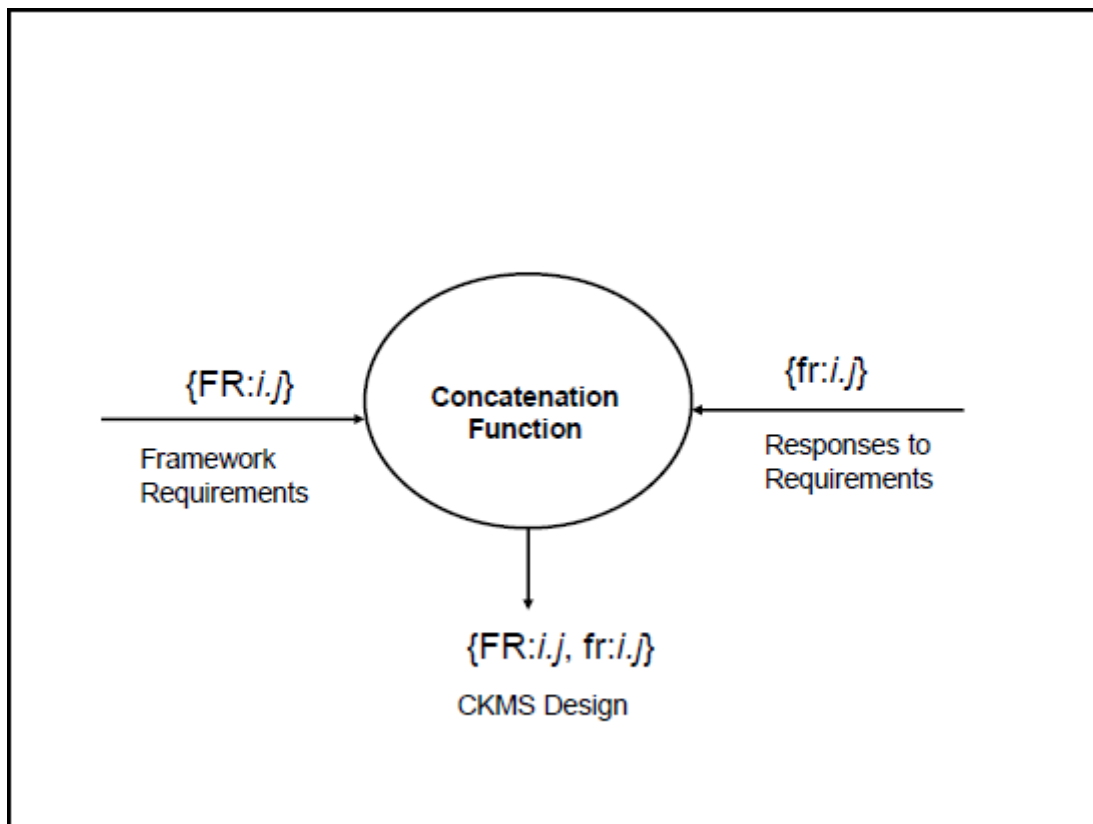 {FR:i.j}
Framework
Requirements
Concatenation
Function
{fr:i.j}
Responses to
Requirements
{FR:i.j, fr:i.j}
CKMS Design